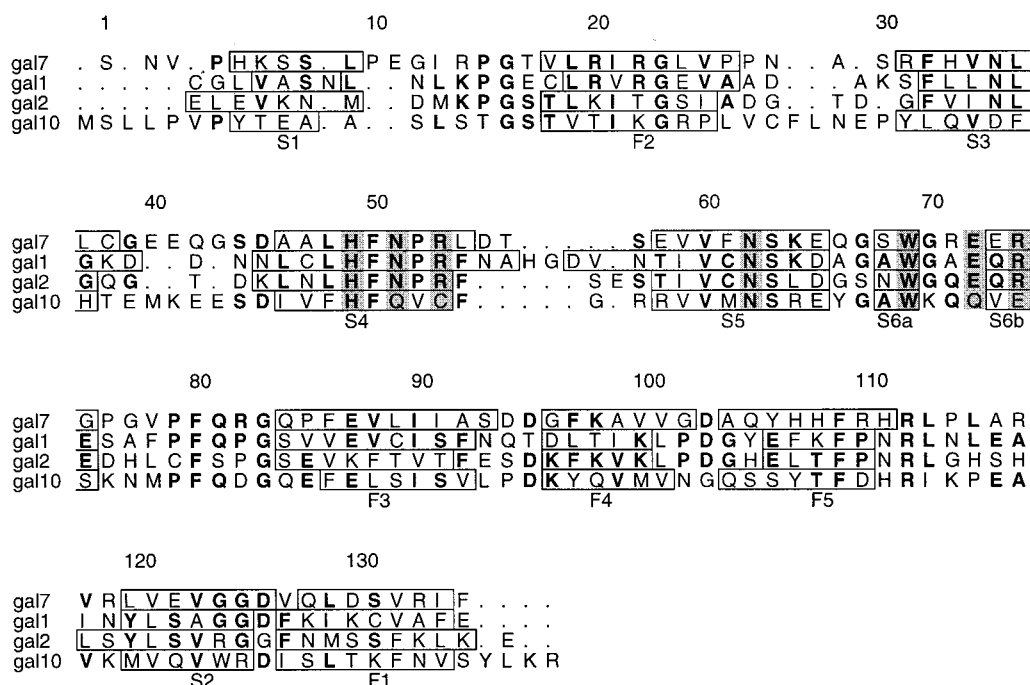 1 10 20 30
gal7 . S . N V . P H K S S . L P E G I R P G T V L R I R G L V P P N . . A . S R F H V N L
gal1 . . . . . C G L V A S N L . . N L K P G E C L R V R G E V A A D . . . A K S F L L N L
gal2 . . . . . E L E V K N . M . . D M K P G S T L K I T G S I A D G . . T D . G F V I N L
gal10 M S L L P V P Y T E A . A . . S L S T G S T V T I K G R P L V C F L N E P Y L Q V D F
S1 F2 S3
40 50 60 70
gal7 L C G E E Q G S D A A L H F N P R L D T . . . . . S E V V F N S K E Q G S W G R E E R
gal1 G K D . . D . N N L C L H F N P R F N A H G D V . N T I V C N S K D A G A W G A E Q R
gal2 G Q G . . T . D K L N L H F N P R F . . . . . S E S T I V C N S L D G S N W G Q E Q R
gal10 H T E M K E E S D I V F H F Q V C F . . . . . G . R R V V M N S R E Y G A W K Q Q V E
S4 S5 S6a S6b
80 90 100 110
gal7 G P G V P F Q R G Q P F E V L I I A S D D G F K A V V G D A Q Y H H F R H R L P L A R
gal1 E S A F P F Q P G S V V E V C I S F N Q T D L T I K L P D G Y E F K F P N R L N L E A
gal2 E D H L C F S P G S E V K F T V T F E S D K F K V K L P D G H E L T F P N R L G H S H
gal10 S K N M P F Q D G Q E F E L S I S V L P D K Y Q V M V N G Q S S Y T F D H R I K P E A
F3 F4 F5
120 130
gal7 V R L V E V G G D V Q L D S V R I F . . . .
gal1 I N Y L S A G G D F K I K C V A F E . . . .
gal2 L S Y L S V R G G F N M S S F K L K . E . .
gal10 V K M V Q V W R D I S L T K F N V S Y L K R
S2 F1